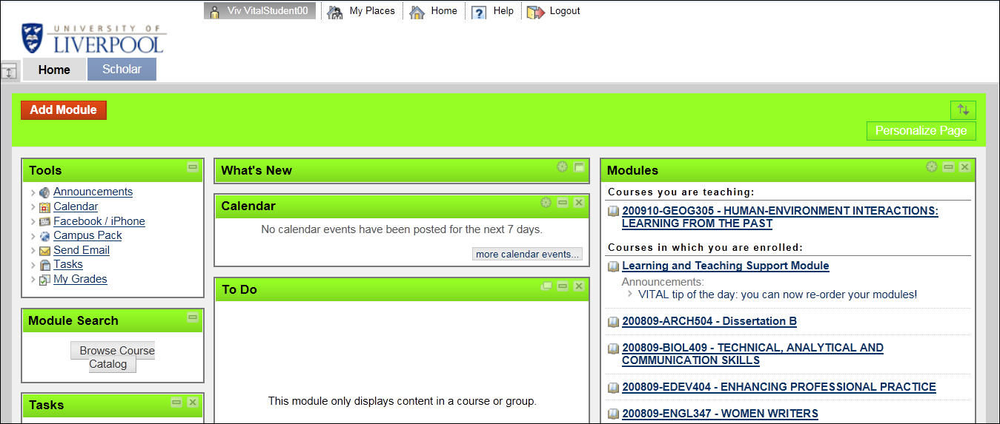 Viv VitalStudent00
My Places
Home
Help
Logout
UNIVERSITY OF
LIVERPOOL
Home
Scholar
Add Module
Personalize Page
Tools
Announcements
Calendar
Facebook / iPhone
Campus Pack
Send Email
Tasks
My Grades
Module Search
Browse Course
Catalog
Tasks
What's New
Calendar
No calendar events have been posted for the next 7 days.
more calendar events...
To Do
This module only displays content in a course or group.
Modules
Courses you are teaching:
200910-GEOG305 - HUMAN-ENVIRONMENT INTERACTIONS:
LEARNING FROM THE PAST
Courses in which you are enrolled:
Learning and Teaching Support Module
Announcements:
VITAL tip of the day: you can now re-order your modules!
200809-ARCH504 - Dissertation B
200809-BIOL409 - TECHNICAL, ANALYTICAL AND
COMMUNICATION SKILLS
200809-EDEV404 - ENHANCING PROFESSIONAL PRACTICE
200809-ENGL347 - WOMEN WRITERS